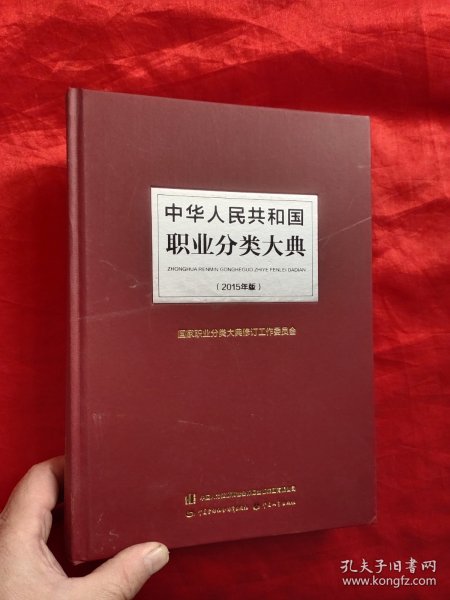 中华人民共和国
职业分类大典
ZHONGHUA RENMIN GONGHEGUO ZHIYE FENLEI DADIAN
（2015年版）
国家职业分类大典修订工作委员会
孔夫子旧书网
www.kongfz.com